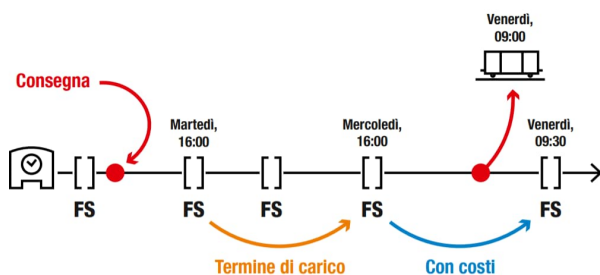 Venerdì,
09:00
Consegna
Martedì,
16:00
Mercoledì,
16:00
Venerdì,
09:30
FS
FS
FS
FS
FS
Termine di carico
Con costi